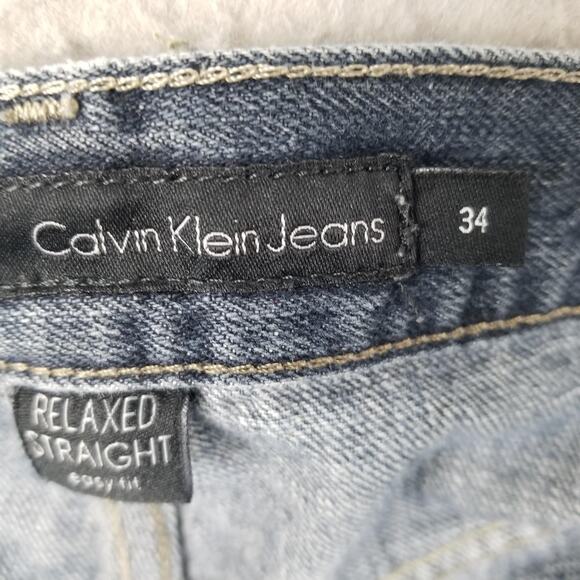 Calvin Klein Jeans
34
RELAXED
STRAIGHT
easy fit